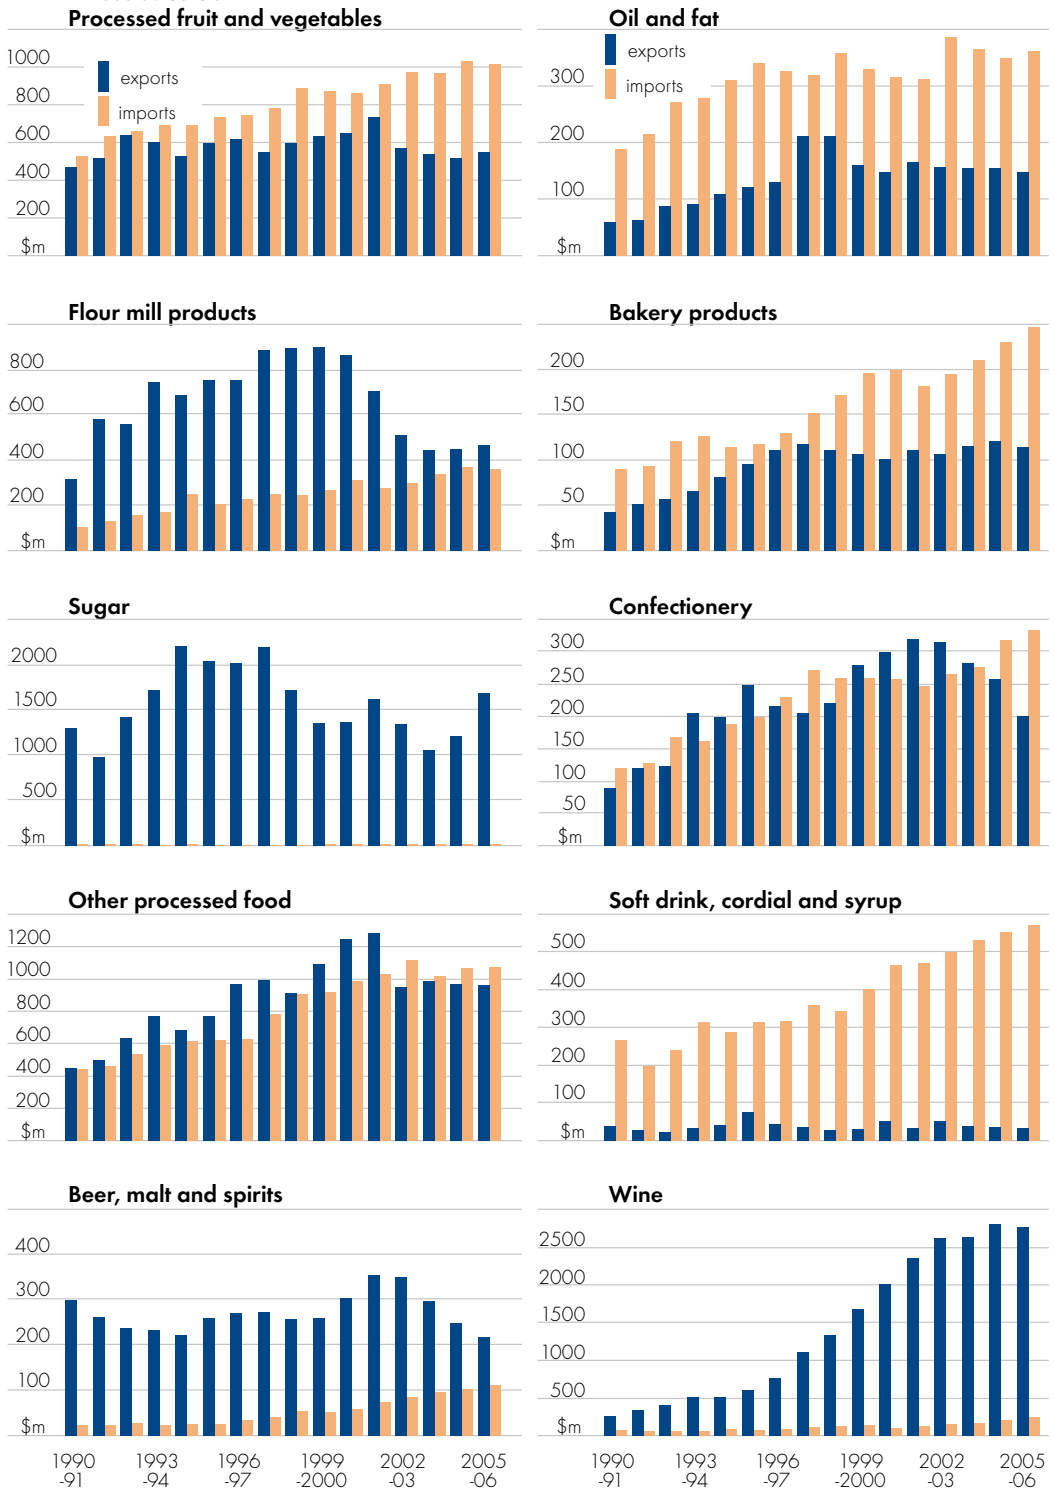 Processed fruit and vegetables
1000
800
600
400
200
$m
exports
imports
Oil and fat
300
200
100
$m
exports
imports
Flour mill products
800
600
400
200
$m
Bakery products
200
150
100
50
$m
Sugar
2000
1500
1000
500
$m
Confectionery
300
250
200
150
100
50
$m
Other processed food
1200
1000
800
600
400
200
$m
Soft drink, cordial and syrup
500
400
300
200
100
$m
Beer, malt and spirits
400
300
200
100
$m
Wine
2500
2000
1500
1000
500
$m
1990 1993 1996 1999 2002 2005
-91 -94 -97 -2000 -03 -06
1990 1993 1996 1999 2002 2005
-91 -94 -97 -2000 -03 -06